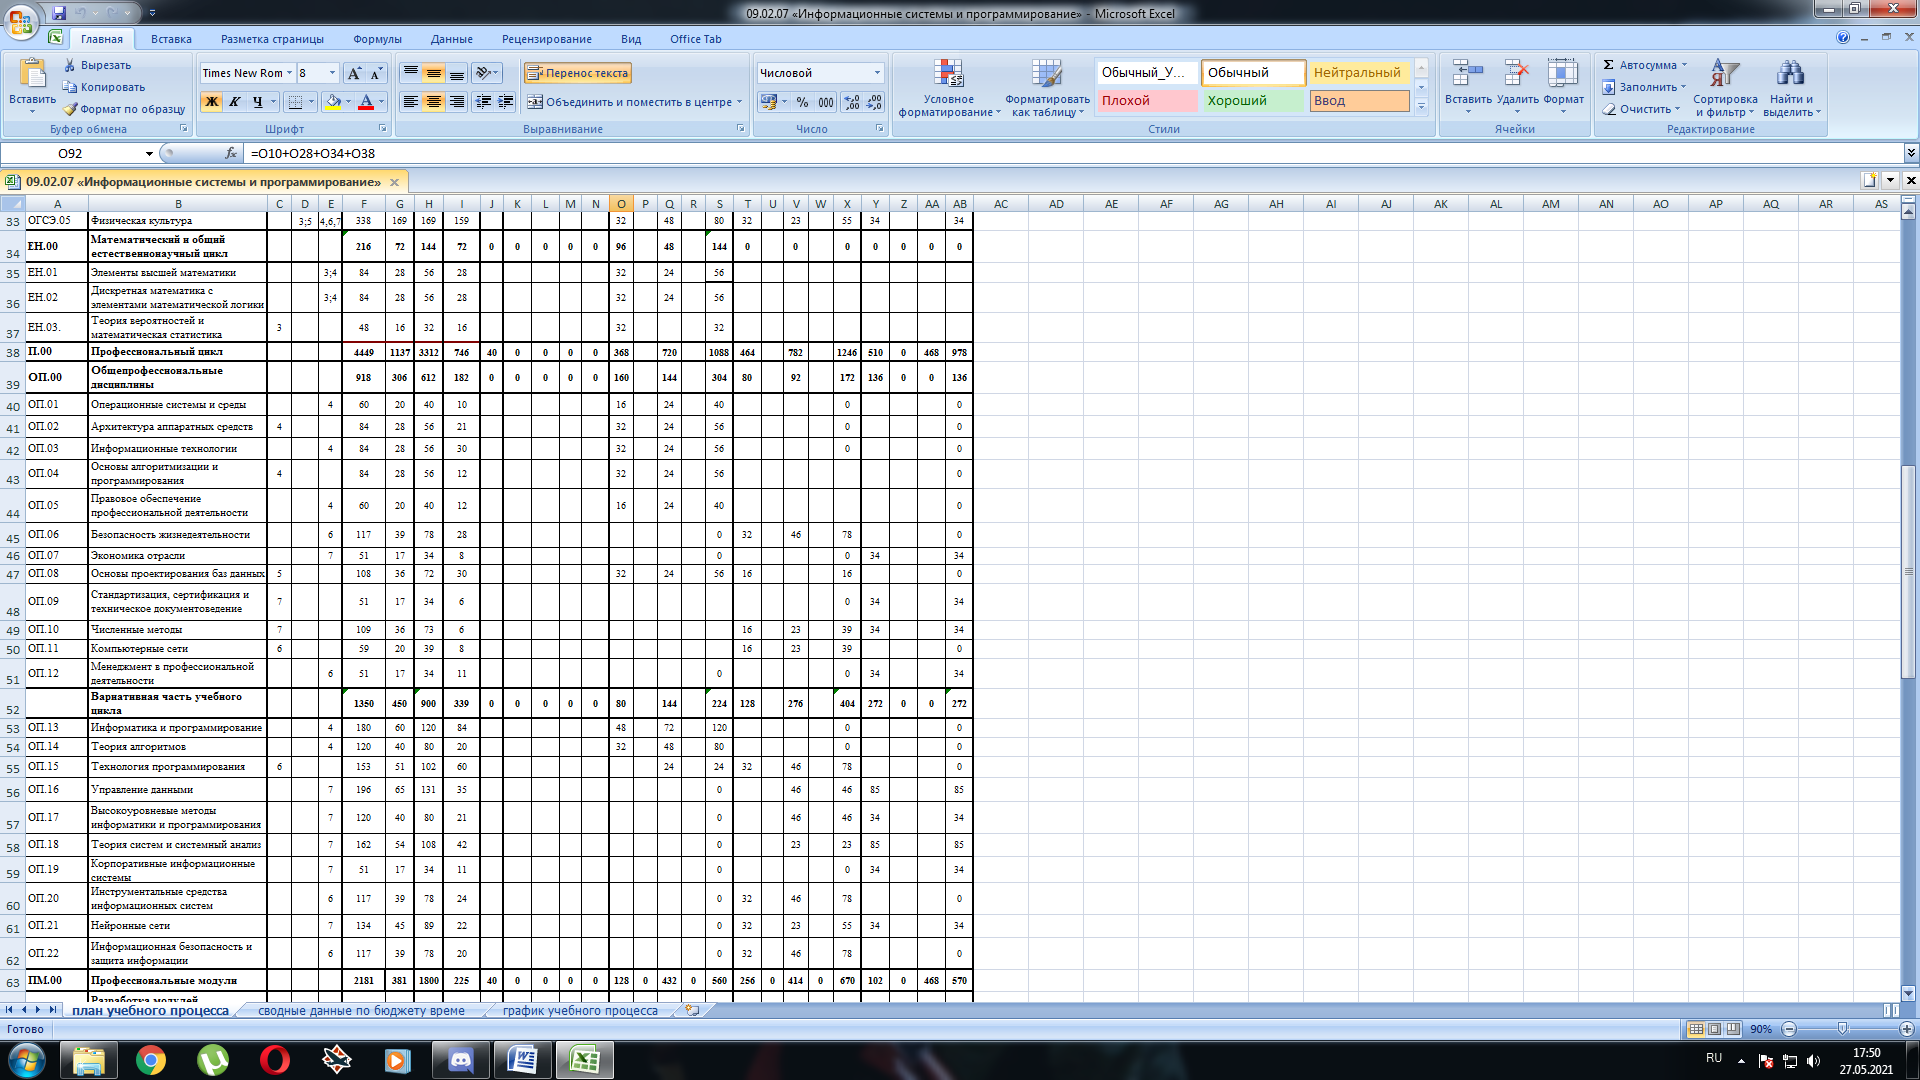 09.02.07 «Информационные системы и программирование» - Microsoft Excel
Главная Вставка Разметка страницы Формулы Данные Рецензирование Вид Office Tab
Вставить Вырезать Копировать Формат по образцу Буфер обмена
Times New Rom 8 Ж К Ч А Шрифт
Перенос текста Объединить и поместить в центре Выравнивание
Числовой % 000 Число
Условное форматирование Форматировать как таблицу Обычный_У... Обычный Нейтральный Плохой Хороший Ввод Стили
Вставить Удалить Формат Ячейки
Автосумма Заполнить Очистить Сортировка и фильтр Найти и выделить Редактирование
O92 fx =O10+O28+O34+O38
09.02.07 «Информационные системы и программирование»
A B C D E F G H I J K L M N O P Q R S T U V W X Y Z AA AB AC AD AE AF AG AH AI AJ AK AL AM AN AO AP AQ AR AS
33 ОГСЭ.05 Физическая культура 3;5 4,6,7 338 169 169 159 32 48 80 32 23 55 34 34
34 ЕН.00 Математический и общий естественнонаучный цикл 216 72 144 72 0 0 0 0 0 96 48 144 0 0 0 0 0 0 0
35 ЕН.01 Элементы высшей математики 3;4 84 28 56 28 32 24 56
36 ЕН.02 Дискретная математика с элементами математической логики 3;4 84 28 56 28 32 24 56
37 ЕН.03. Теория вероятностей и математическая статистика 3 48 16 32 16 32 32
38 П.00 Профессиональный цикл 4449 1137 3312 746 40 0 0 0 0 368 720 1088 464 782 1246 510 0 468 978
39 ОП.00 Общепрофессиональные дисциплины 918 306 612 182 0 0 0 0 0 160 144 304 80 92 172 136 0 0 136
40 ОП.01 Операционные системы и среды 4 60 20 40 10 16 24 40 0 0
41 ОП.02 Архитектура аппаратных средств 4 84 28 56 21 32 24 56 0 0
42 ОП.03 Информационные технологии 4 84 28 56 30 32 24 56 0 0
43 ОП.04 Основы алгоритмизации и программирования 4 84 28 56 12 32 24 56 0
44 ОП.05 Правовое обеспечение профессиональной деятельности 4 60 20 40 12 16 24 40 0
45 ОП.06 Безопасность жизнедеятельности 6 117 39 78 28 0 32 46 78 0
46 ОП.07 Экономика отрасли 7 51 17 34 8 0 0 34 34
47 ОП.08 Основы проектирования баз данных 5 108 36 72 30 32 24 56 16 16 0
48 ОП.09 Стандартизация, сертификация и техническое документоведение 7 51 17 34 6 0 34 34
49 ОП.10 Численные методы 7 109 36 73 6 16 23 39 34 34
50 ОП.11 Компьютерные сети 6 59 20 39 8 16 23 39 0
51 ОП.12 Менеджмент в профессиональной деятельности 6 51 17 34 11 0 0 34 34
52 Варнативная часть учебного цикла 1350 450 900 339 0 0 0 0 0 80 144 224 128 276 404 272 0 0 272
53 ОП.13 Информатика и программирование 4 180 60 120 84 48 72 120 0 0
54 ОП.14 Теория алгоритмов 4 120 40 80 20 32 48 80 0 0
55 ОП.15 Технология программирования 6 153 51 102 60 24 24 32 46 78 0
56 ОП.16 Управление данными 7 196 65 131 35 0 46 46 85 85
57 ОП.17 Высокоуровневые методы информатики и программирования 7 120 40 80 21 0 46 46 34 34
58 ОП.18 Теория систем и системный анализ 7 162 54 108 42 0 23 23 85 85
59 ОП.19 Корпоративные информационные системы 7 51 17 34 11 0 0 34 34
60 ОП.20 Инструментальные средства информационных систем 6 117 39 78 24 0 32 46 78 0
61 ОП.21 Нейронные сети 7 134 45 89 22 0 32 23 55 34 34
62 ОП.22 Информационная безопасность и защита информации 6 117 39 78 20 0 32 46 78 0
63 ПМ.00 Профессиональные модули 2181 381 1800 225 40 0 0 0 0 128 0 432 0 560 256 0 414 0 670 102 0 468 570
Разработка модулей
план учебного процесса сводные данные по бюджету време график учебного процесса
Готово 90%
RU 17:50
27.05.2021